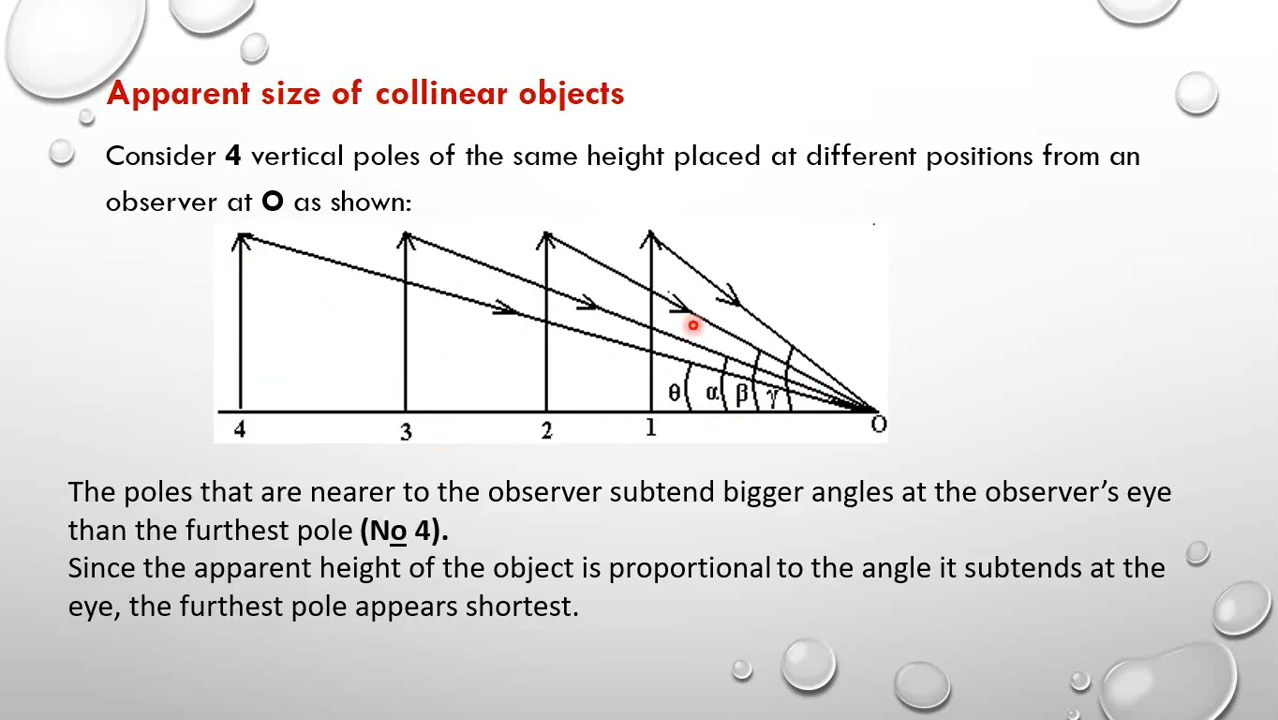 Apparent size of collinear objects
Consider 4 vertical poles of the same height placed at different positions from an
observer at O as shown:
θ α β γ
4 3 2 1 O
The poles that are nearer to the observer subtend bigger angles at the observer’s eye
than the furthest pole (No 4).
Since the apparent height of the object is proportional to the angle it subtends at the
eye, the furthest pole appears shortest.